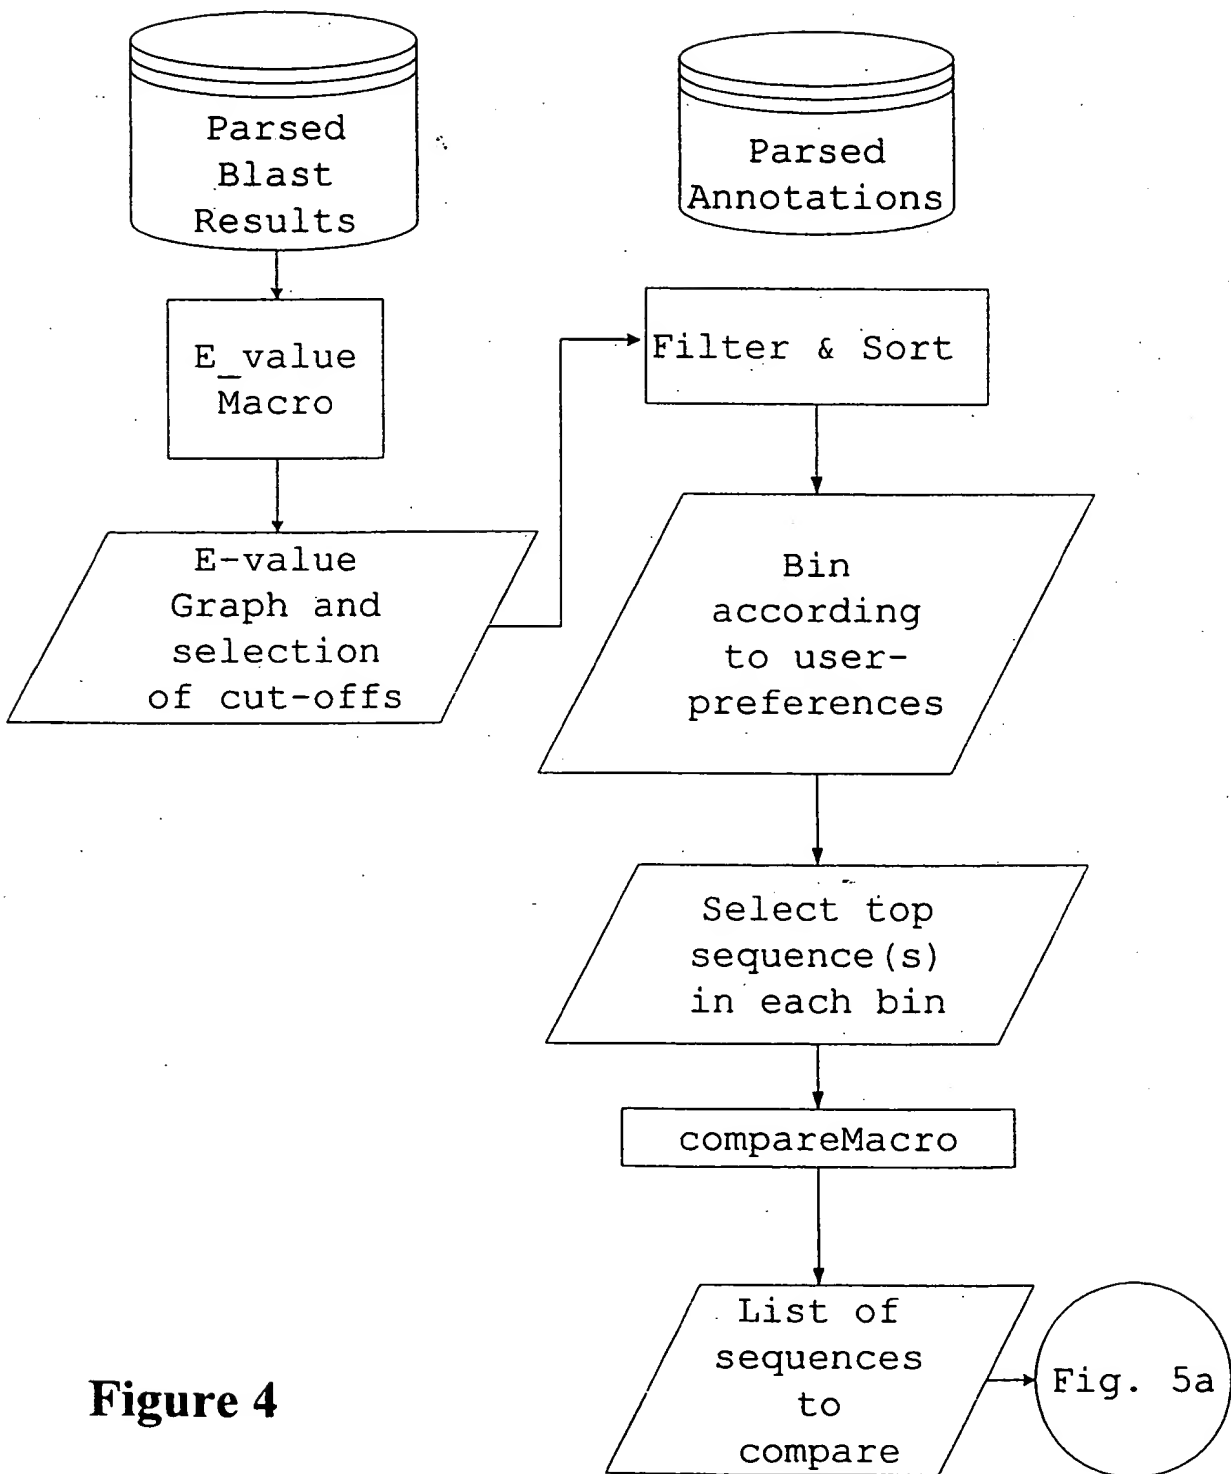 Parsed
Blast
Results
Parsed
Annotations
E_value
Macro
Filter & Sort
E-value
Graph and
selection
of cut-offs
Bin
according
to user-
preferences
Select top
sequence(s)
in each bin
compareMacro
List of
sequences
to
compare
Fig. 5a
Figure 4